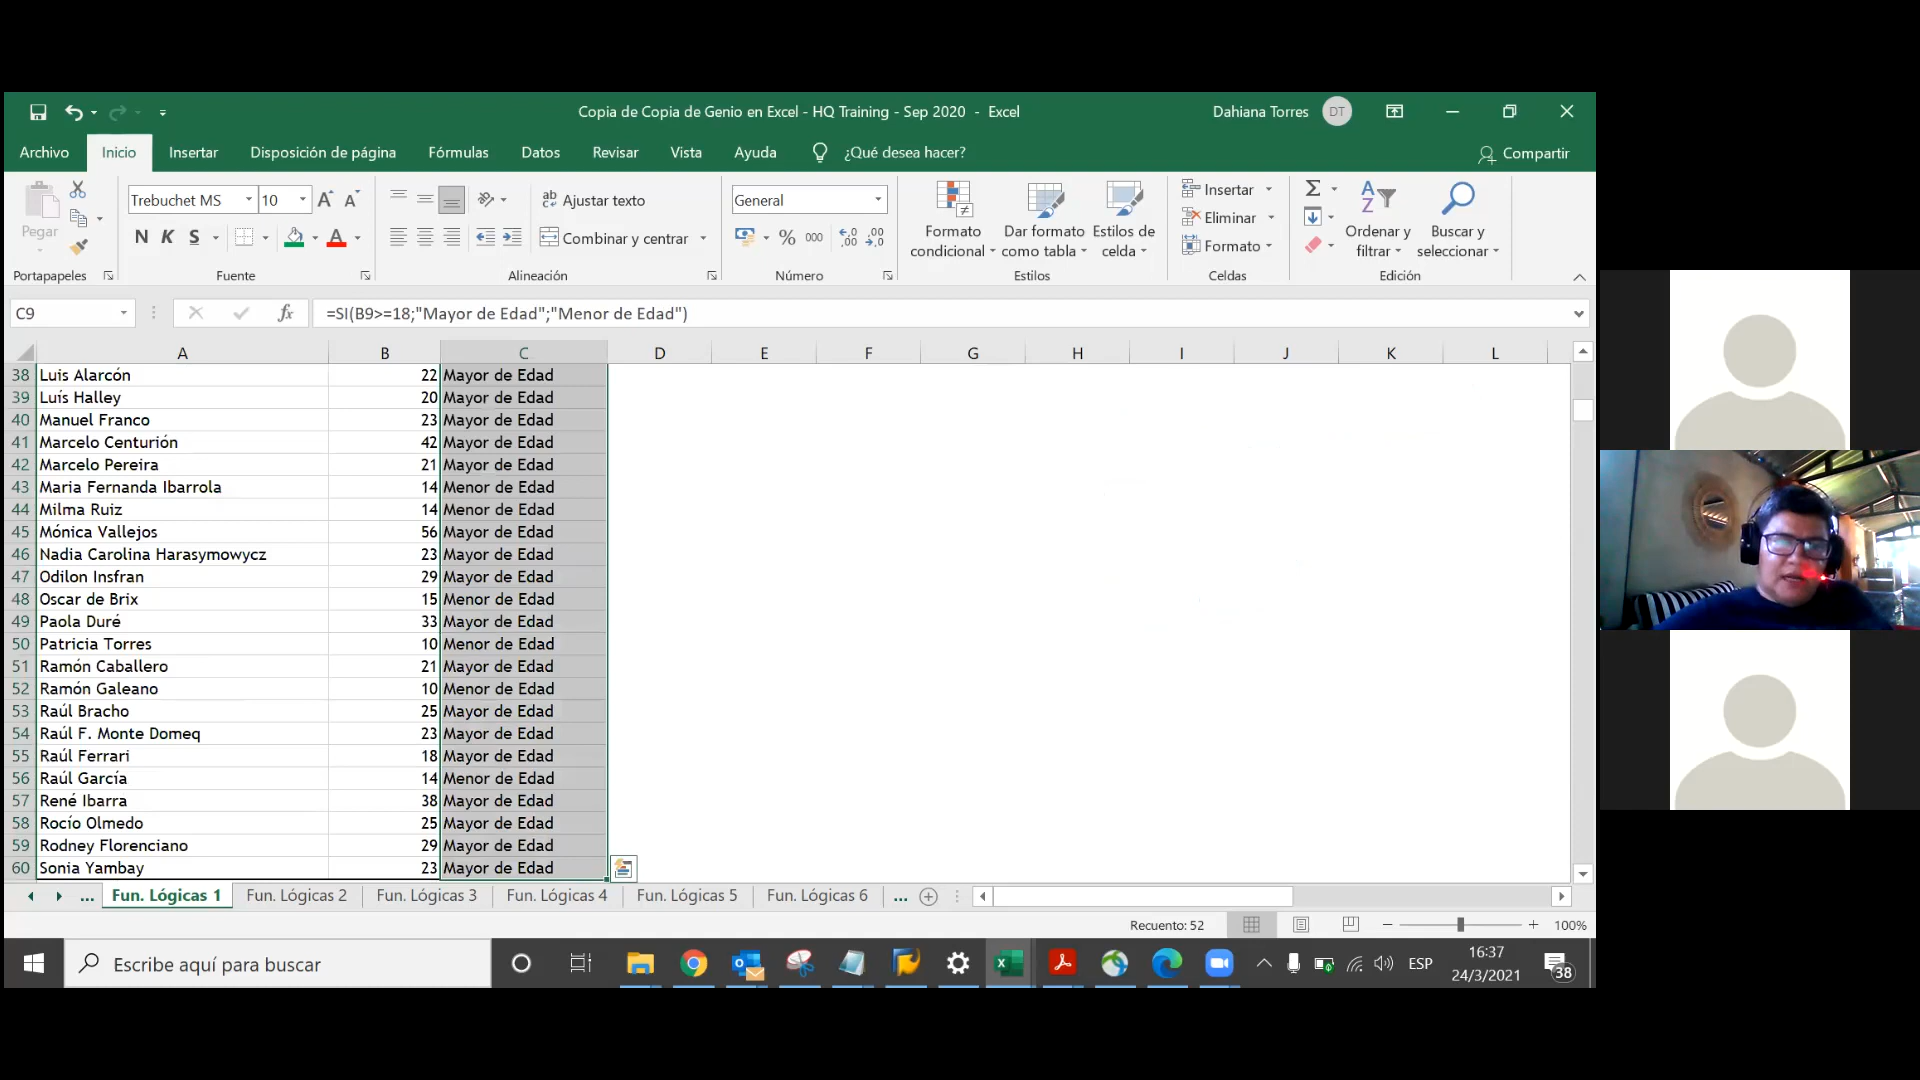 Copia de Copia de Genio en Excel - HQ Training - Sep 2020 - Excel
Dahiana Torres DT
Archivo Inicio Insertar Disposición de página Fórmulas Datos Revisar Vista Ayuda ¿Qué desea hacer? Compartir
Pegar
Portapapeles
Trebuchet MS 10
N K S
Fuente
Ajustar texto
Combinar y centrar
Alineación
General
% 000
Número
Formato condicional
Dar formato como tabla
Estilos de celda
Estilos
Insertar
Eliminar
Formato
Celdas
Ordenar y filtrar
Buscar y seleccionar
Edición
C9 fx =SI(B9>=18;"Mayor de Edad";"Menor de Edad")
A B C D E F G H I J K L
38 Luis Alarcón 22 Mayor de Edad
39 Luís Halley 20 Mayor de Edad
40 Manuel Franco 23 Mayor de Edad
41 Marcelo Centurión 42 Mayor de Edad
42 Marcelo Pereira 21 Mayor de Edad
43 Maria Fernanda Ibarrola 14 Menor de Edad
44 Milma Ruiz 14 Menor de Edad
45 Mónica Vallejos 56 Mayor de Edad
46 Nadia Carolina Harasymowycz 23 Mayor de Edad
47 Odilon Insfran 29 Mayor de Edad
48 Oscar de Brix 15 Menor de Edad
49 Paola Duré 33 Mayor de Edad
50 Patricia Torres 10 Menor de Edad
51 Ramón Caballero 21 Mayor de Edad
52 Ramón Galeano 10 Menor de Edad
53 Raúl Bracho 25 Mayor de Edad
54 Raúl F. Monte Domeq 23 Mayor de Edad
55 Raúl Ferrari 18 Mayor de Edad
56 Raúl García 14 Menor de Edad
57 René Ibarra 38 Mayor de Edad
58 Rocío Olmedo 25 Mayor de Edad
59 Rodney Florenciano 29 Mayor de Edad
60 Sonia Yambay 23 Mayor de Edad
... Fun. Lógicas 1 Fun. Lógicas 2 Fun. Lógicas 3 Fun. Lógicas 4 Fun. Lógicas 5 Fun. Lógicas 6 ...
Recuento: 52 100%
Escribe aquí para buscar
ESP
16:37
24/3/2021
38